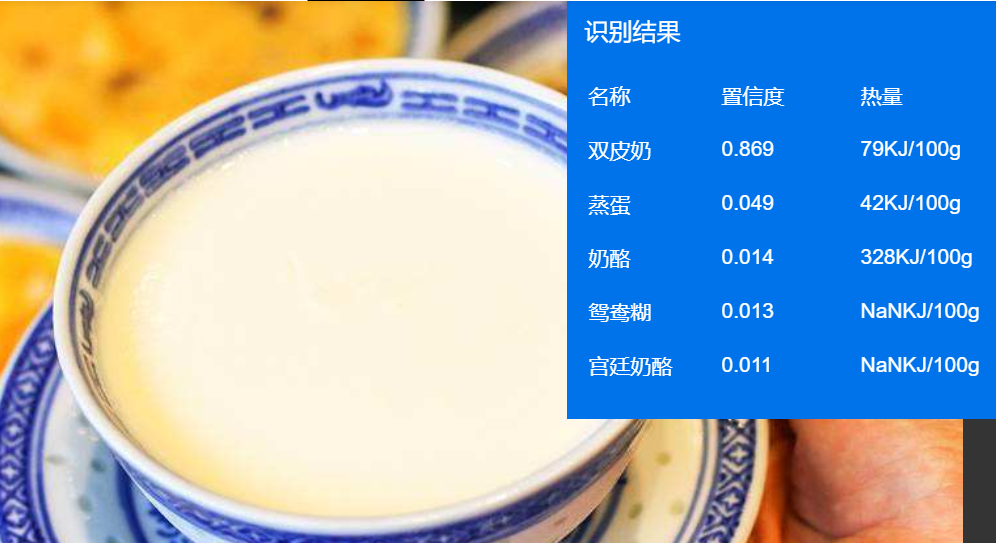 识别结果
名称 置信度 热量
双皮奶 0.869 79KJ/100g
蒸蛋 0.049 42KJ/100g
奶酪 0.014 328KJ/100g
鸳鸯糊 0.013 NaNKJ/100g
宫廷奶酪 0.011 NaNKJ/100g